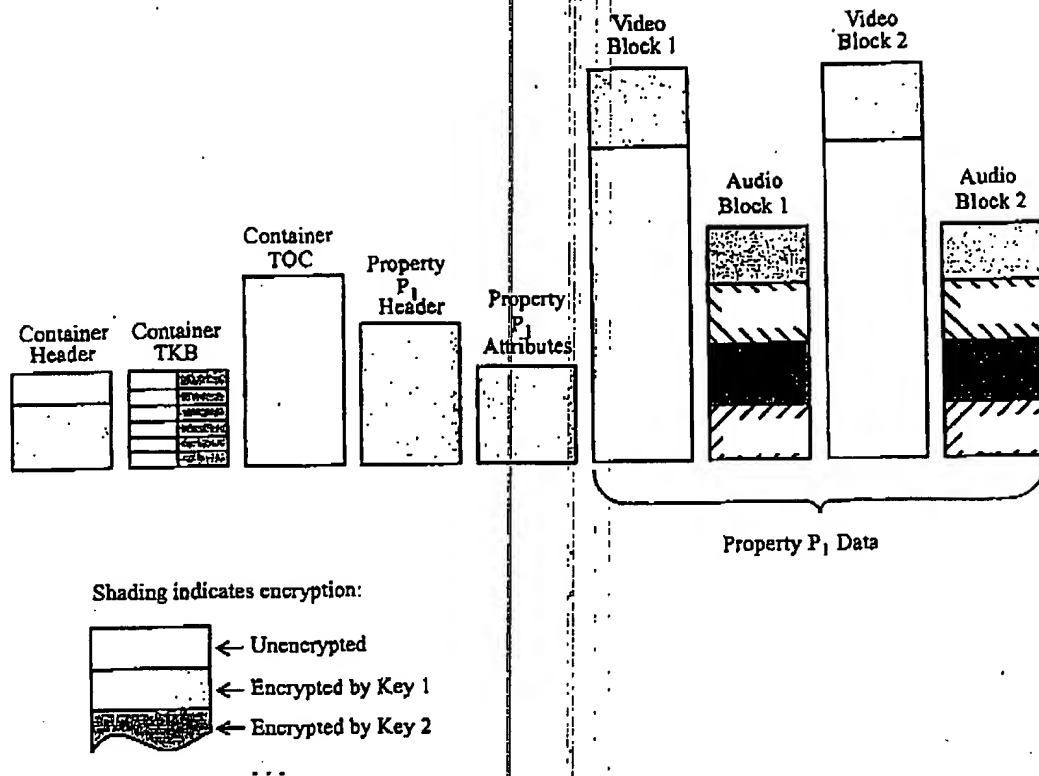 Video
Block 1
Video
Block 2
Audio
Block 1
Audio
Block 2
Container
TOC
Property
P1
Header
Property
P1
Attributes
Container
Header
Container
TKB
Property P1 Data
Shading indicates encryption:
Unencrypted
Encrypted by Key 1
Encrypted by Key 2
...